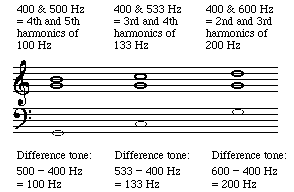 400 & 500 Hz
= 4th and 5th
harmonics of
100 Hz
400 & 533 Hz
= 3rd and 4th
harmonics of
133 Hz
400 & 600 Hz
= 2nd and 3rd
harmonics of
200 Hz
Difference tone:
500 – 400 Hz
= 100 Hz
Difference tone:
533 – 400 Hz
= 133 Hz
Difference tone:
600 – 400 Hz
= 200 Hz